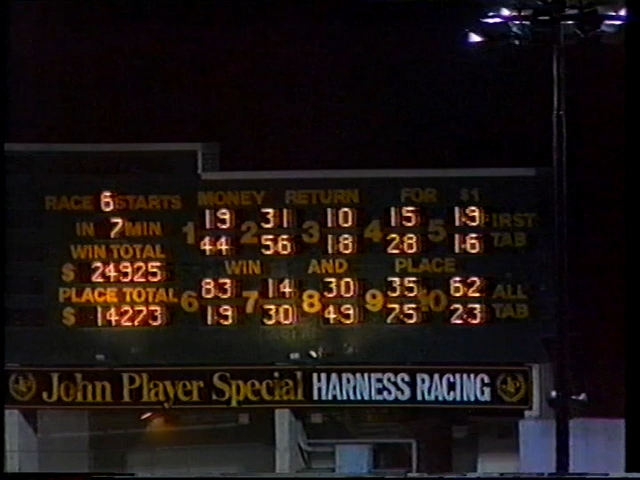 RACE 6 STARTS MONEY RETURN FOR $1
IN 7 MIN 1 19 2 31 3 10 4 15 5 19 FIRST
WIN TOTAL 44 56 18 28 16 TAB
$ 24925 WIN AND PLACE
PLACE TOTAL 6 83 7 14 8 30 9 35 10 62 ALL
$ 14273 19 30 49 25 23 TAB
John Player Special HARNESS RACING